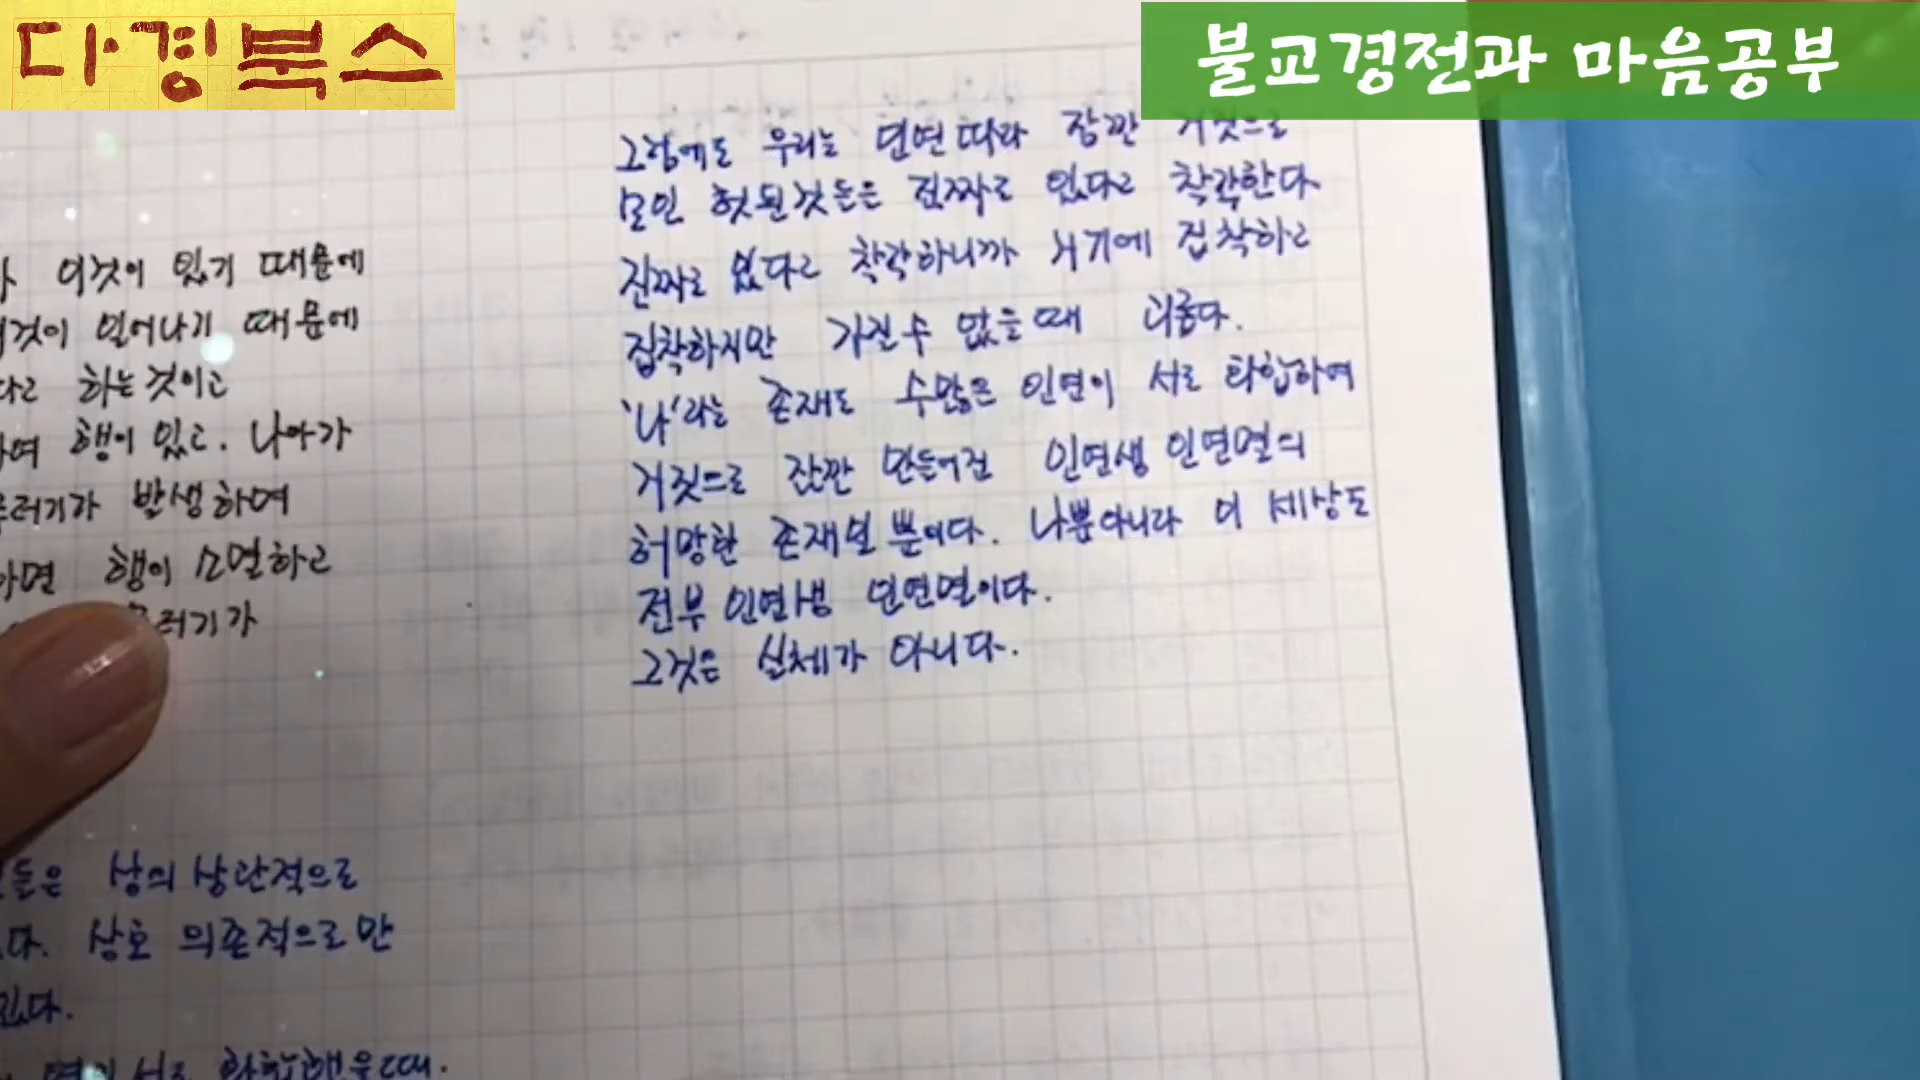 다경북스
불교경전과 마음공부
이것이 있기 때문에
것이 일어나기 때문에
하는것이고
행이 있고. 나아가
발생하여
행이 소멸하고
러기가
상의 상관적으로
상호 의존적으로만
그럼에도 우리는 인연따라 잠깐 거짓으로
모인 헛된것들은 진짜로 있다고 착각한다
진짜로 있다고 착각하니까 거기에 집착하고
집착하지만 가질수 없을때 괴롭다.
'나'라는 존재도 수많은 인연이 서로 화합하여
거짓으로 잠깐 만들어진 인연생 인연멸의
허망한 존재일뿐이다. 나뿐아니라 이 세상도
전부 인연생 인연멸이다.
그것은 실체가 아니다.